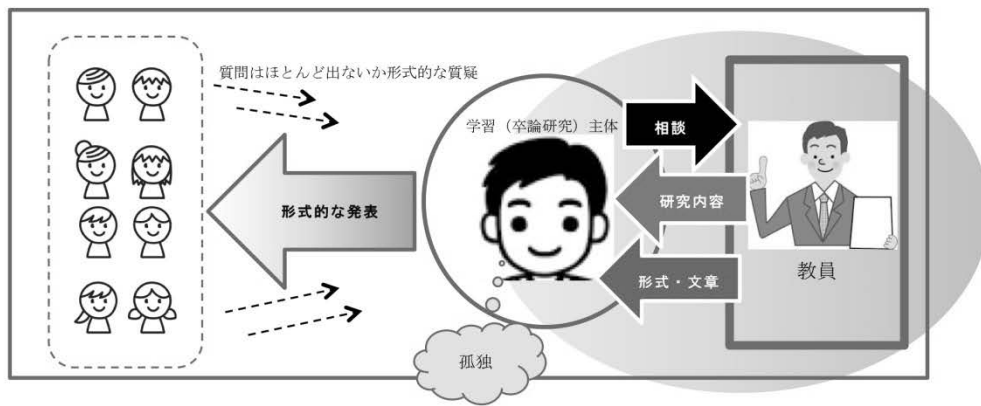 質問はほとんど出ないか形式的な質疑
学習（卒論研究）主体
相談
形式的な発表
研究内容
形式・文章
教員
孤独